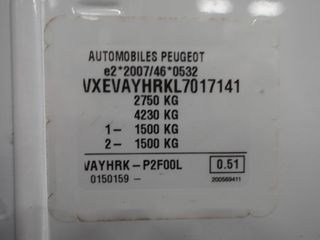 AUTOMOBILES PEUGEOT
e2*2007/46*0532
VXEVAYHRKL7017141
2750 KG
4230 KG
1- 1500 KG
2- 1500 KG
VAYHRK-P2F00L 0.51
0150159 - 200569411